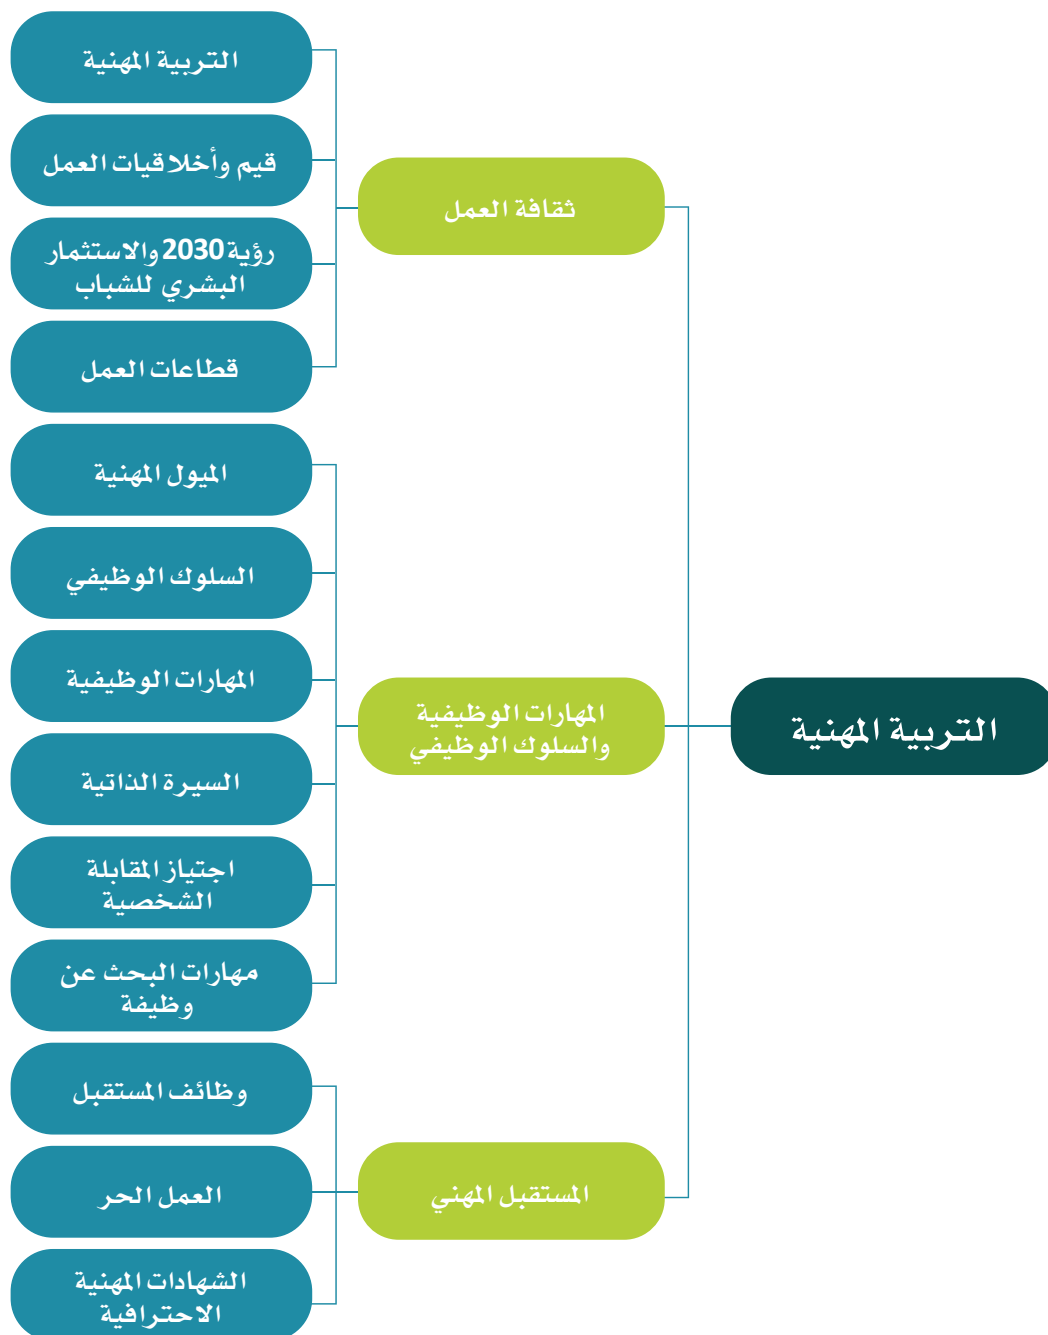 التربية المهنية
ثقافة العمل
التربية المهنية
قيم وأخلاقيات العمل
رؤية 2030 والاستثمار
البشري للشباب
قطاعات العمل
المهارات الوظيفية
والسلوك الوظيفي
الميول المهنية
السلوك الوظيفي
المهارات الوظيفية
السيرة الذاتية
اجتياز المقابلة
الشخصية
مهارات البحث عن
وظيفة
المستقبل المهني
وظائف المستقبل
العمل الحر
الشهادات المهنية
الاحترافية